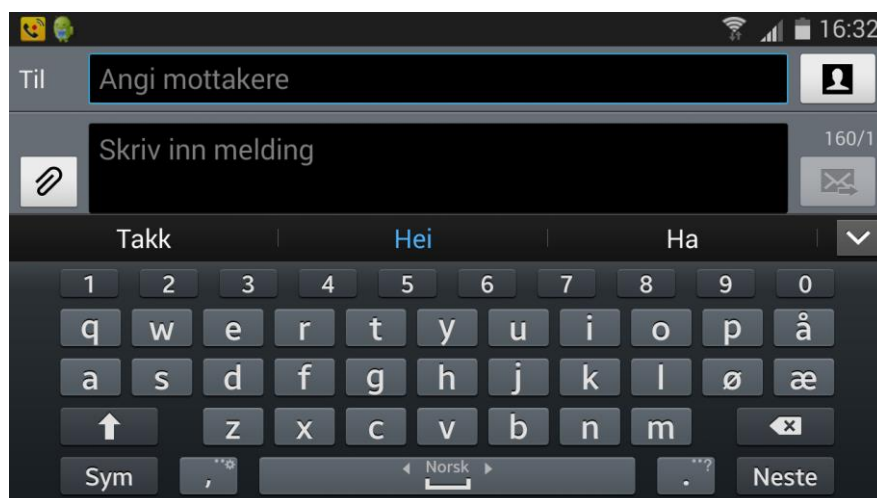 16:32
Til Angi mottakere
Skriv inn melding 160/1
Takk Hei Ha
1 2 3 4 5 6 7 8 9 0
q w e r t y u i o p å
a s d f g h j k l ø æ
z x c v b n m
Sym , Norsk . ? Neste